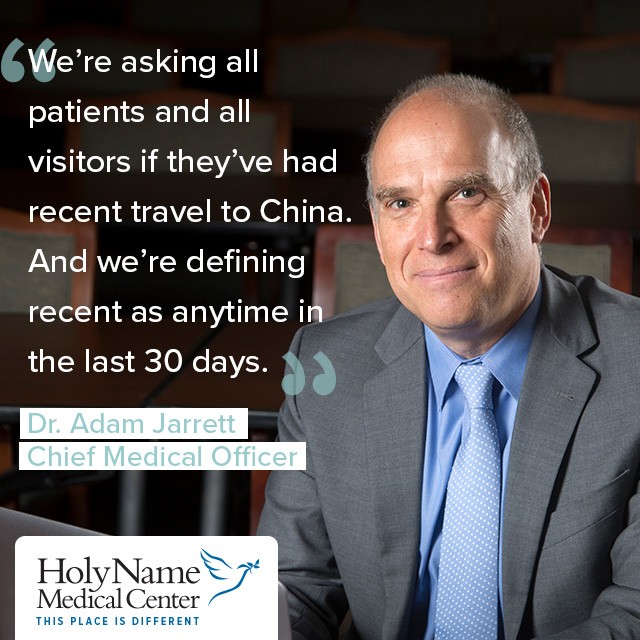 “We’re asking all
patients and all
visitors if they’ve had
recent travel to China.
And we’re defining
recent as anytime in
the last 30 days.”
Dr. Adam Jarrett
Chief Medical Officer
Holy Name
Medical Center
THIS PLACE IS DIFFERENT